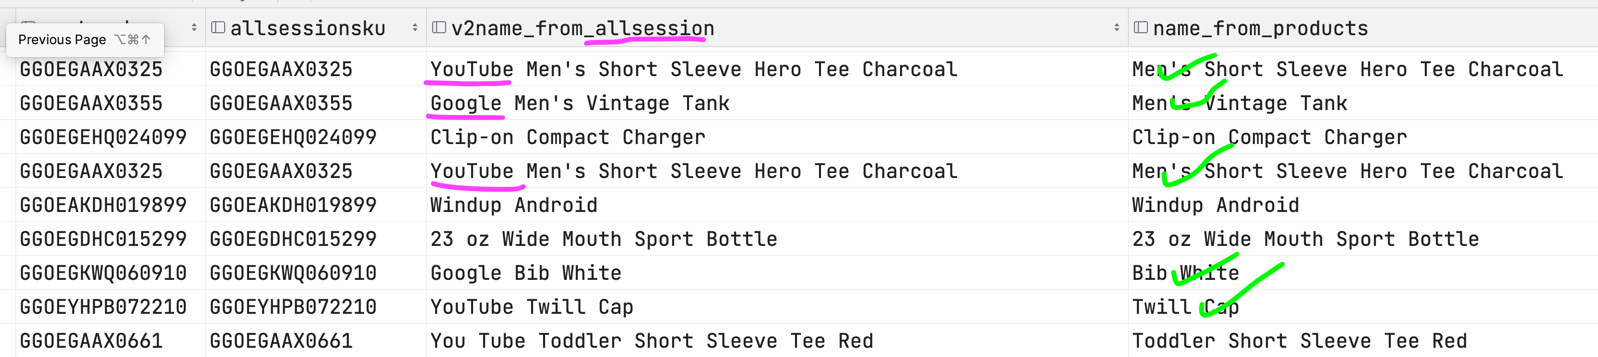 allsessionsku v2name_from_allsession name_from_products
Previous Page ⌥⌘↑
GGOEGAAX0325 GGOEGAAX0325 YouTube Men's Short Sleeve Hero Tee Charcoal Men's Short Sleeve Hero Tee Charcoal
GGOEGAAX0355 GGOEGAAX0355 Google Men's Vintage Tank Men's Vintage Tank
GGOEGEHQ024099 GGOEGEHQ024099 Clip-on Compact Charger Clip-on Compact Charger
GGOEGAAX0325 GGOEGAAX0325 YouTube Men's Short Sleeve Hero Tee Charcoal Men's Short Sleeve Hero Tee Charcoal
GGOEAKDH019899 GGOEAKDH019899 Windup Android Windup Android
GGOEGDHC015299 GGOEGDHC015299 23 oz Wide Mouth Sport Bottle 23 oz Wide Mouth Sport Bottle
GGOEGKWQ060910 GGOEGKWQ060910 Google Bib White Bib White
GGOEYHPB072210 GGOEYHPB072210 YouTube Twill Cap Twill Cap
GGOEGAAX0661 GGOEGAAX0661 You Tube Toddler Short Sleeve Tee Red Toddler Short Sleeve Tee Red